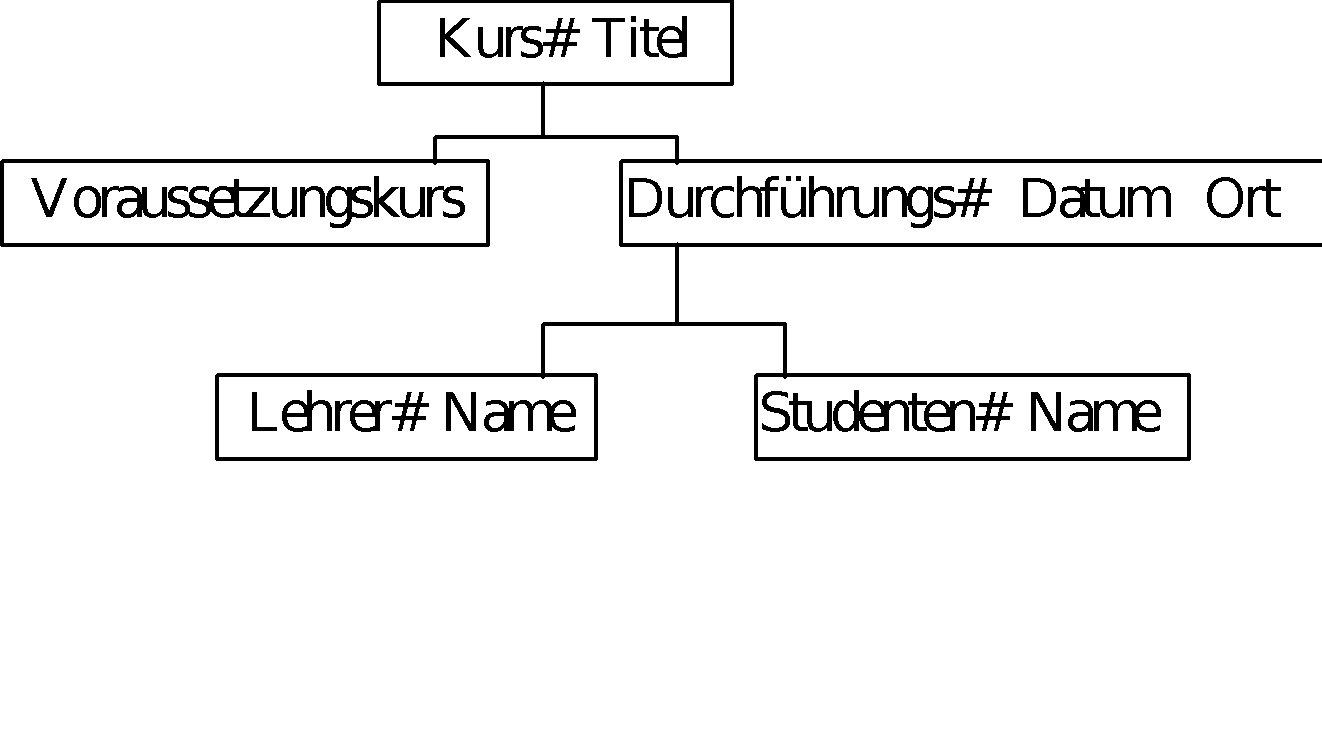 Kurs# Titel
Voraussetzungskurs
Durchführungs# Datum Ort
Lehrer# Name
Studenten# Name